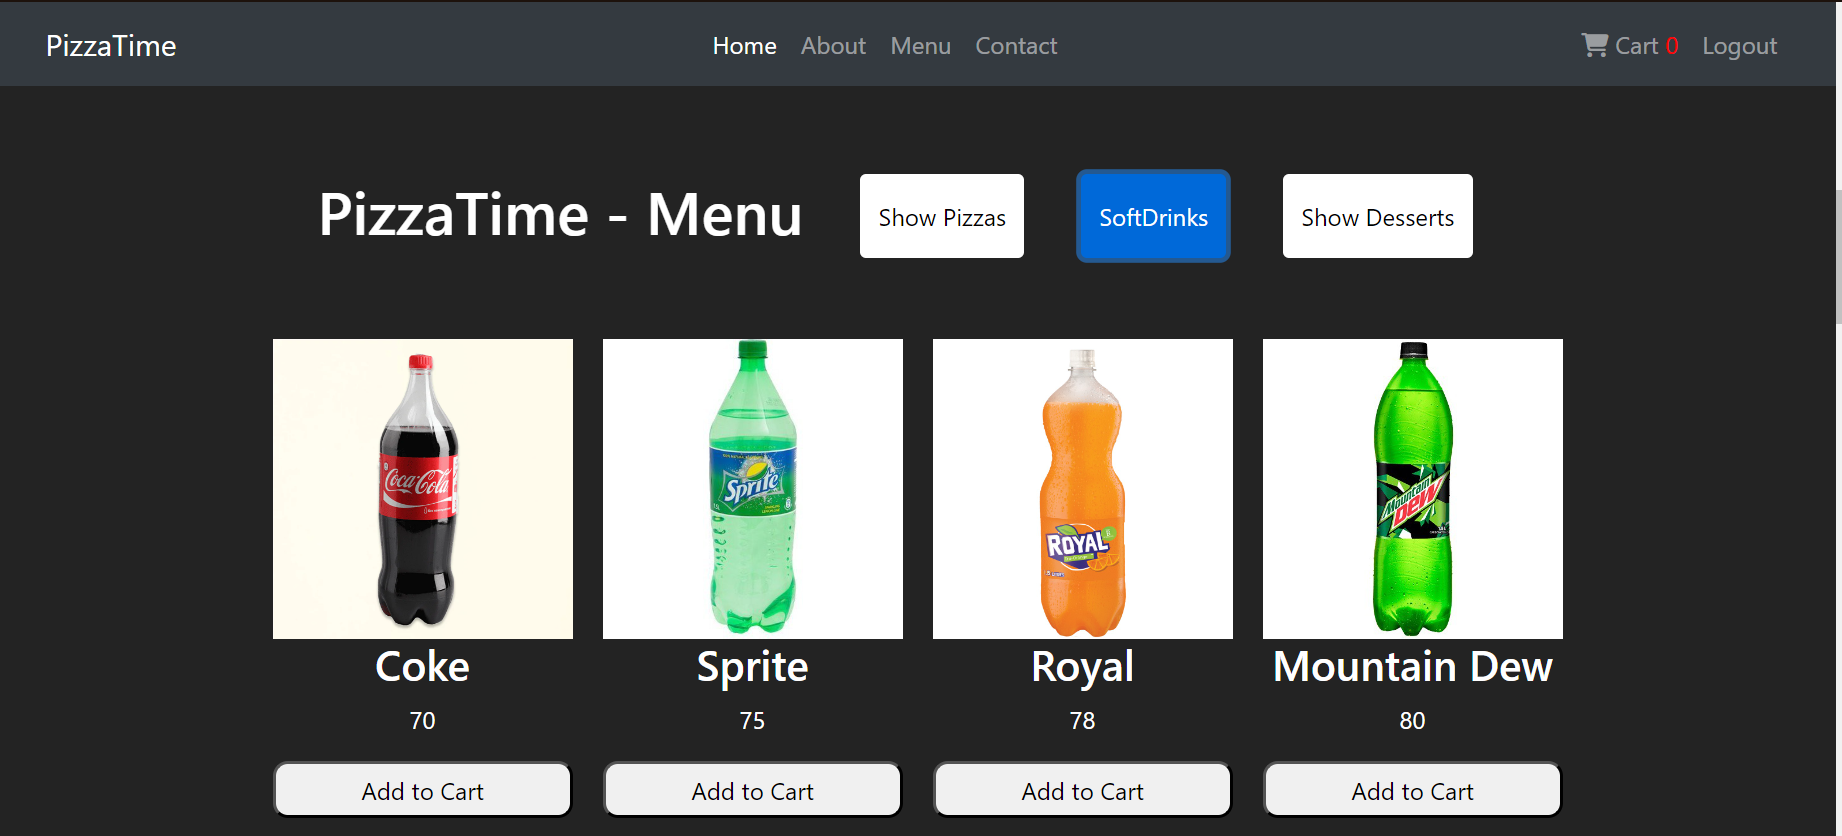 PizzaTime
Home About Menu Contact
Cart 0 Logout
PizzaTime - Menu
Show Pizzas
SoftDrinks
Show Desserts
Coca-Cola
Sprite
ROYAL
Mountain
DEW
Coke
Sprite
Royal
Mountain Dew
70
75
78
80
Add to Cart
Add to Cart
Add to Cart
Add to Cart